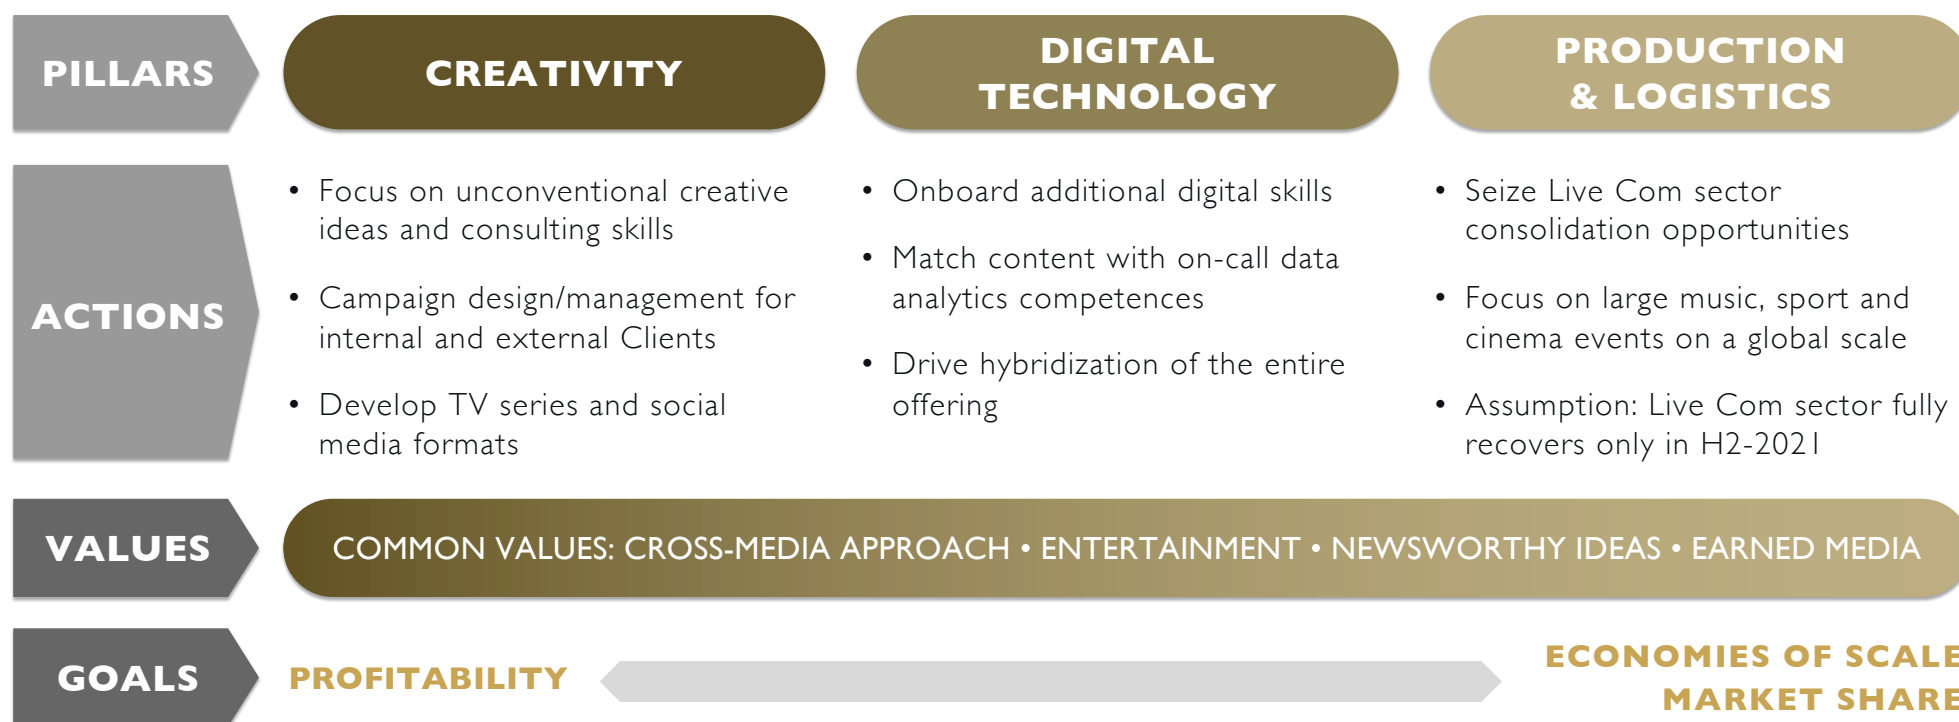 PILLARS
CREATIVITY
DIGITAL
TECHNOLOGY
PRODUCTION
& LOGISTICS
ACTIONS
• Focus on unconventional creative
ideas and consulting skills
• Campaign design/management for
internal and external Clients
• Develop TV series and social
media formats
• Onboard additional digital skills
• Match content with on-call data
analytics competences
• Drive hybridization of the entire
offering
• Seize Live Com sector
consolidation opportunities
• Focus on large music, sport and
cinema events on a global scale
• Assumption: Live Com sector fully
recovers only in H2-2021
VALUES
COMMON VALUES: CROSS-MEDIA APPROACH • ENTERTAINMENT • NEWSWORTHY IDEAS • EARNED MEDIA
GOALS
PROFITABILITY
ECONOMIES OF SCALE
MARKET SHARE